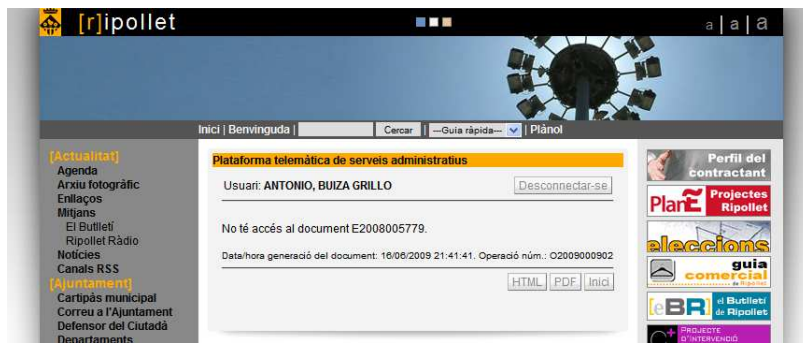 [r]ipollet
a | a | a
Inici | Benvinguda | Cercar | ---Guia ràpida--- | Plànol
[Actualitat]
Agenda
Arxiu fotogràfic
Enllaços
Mitjans
El Butlletí
Ripollet Ràdio
Notícies
Canals RSS
[Ajuntament]
Cartipàs municipal
Correu a l'Ajuntament
Defensor del Ciutadà
Departaments
Plataforma telemàtica de serveis administratius
Usuari: ANTONIO, BUIZA GRILLO
Desconnectar-se
No té accés al document E2008005779.
Data/hora generació del document: 16/06/2009 21:41:41. Operació núm.: O2009000902
HTML PDF Inici
Perfil del
contractant
PlanE Projectes
Ripollet
eleccions
guia
comercial
de Ripollet
[eBR] el Butlletí
de Ripollet
PROJECTE
D'INTERVENCIÓ